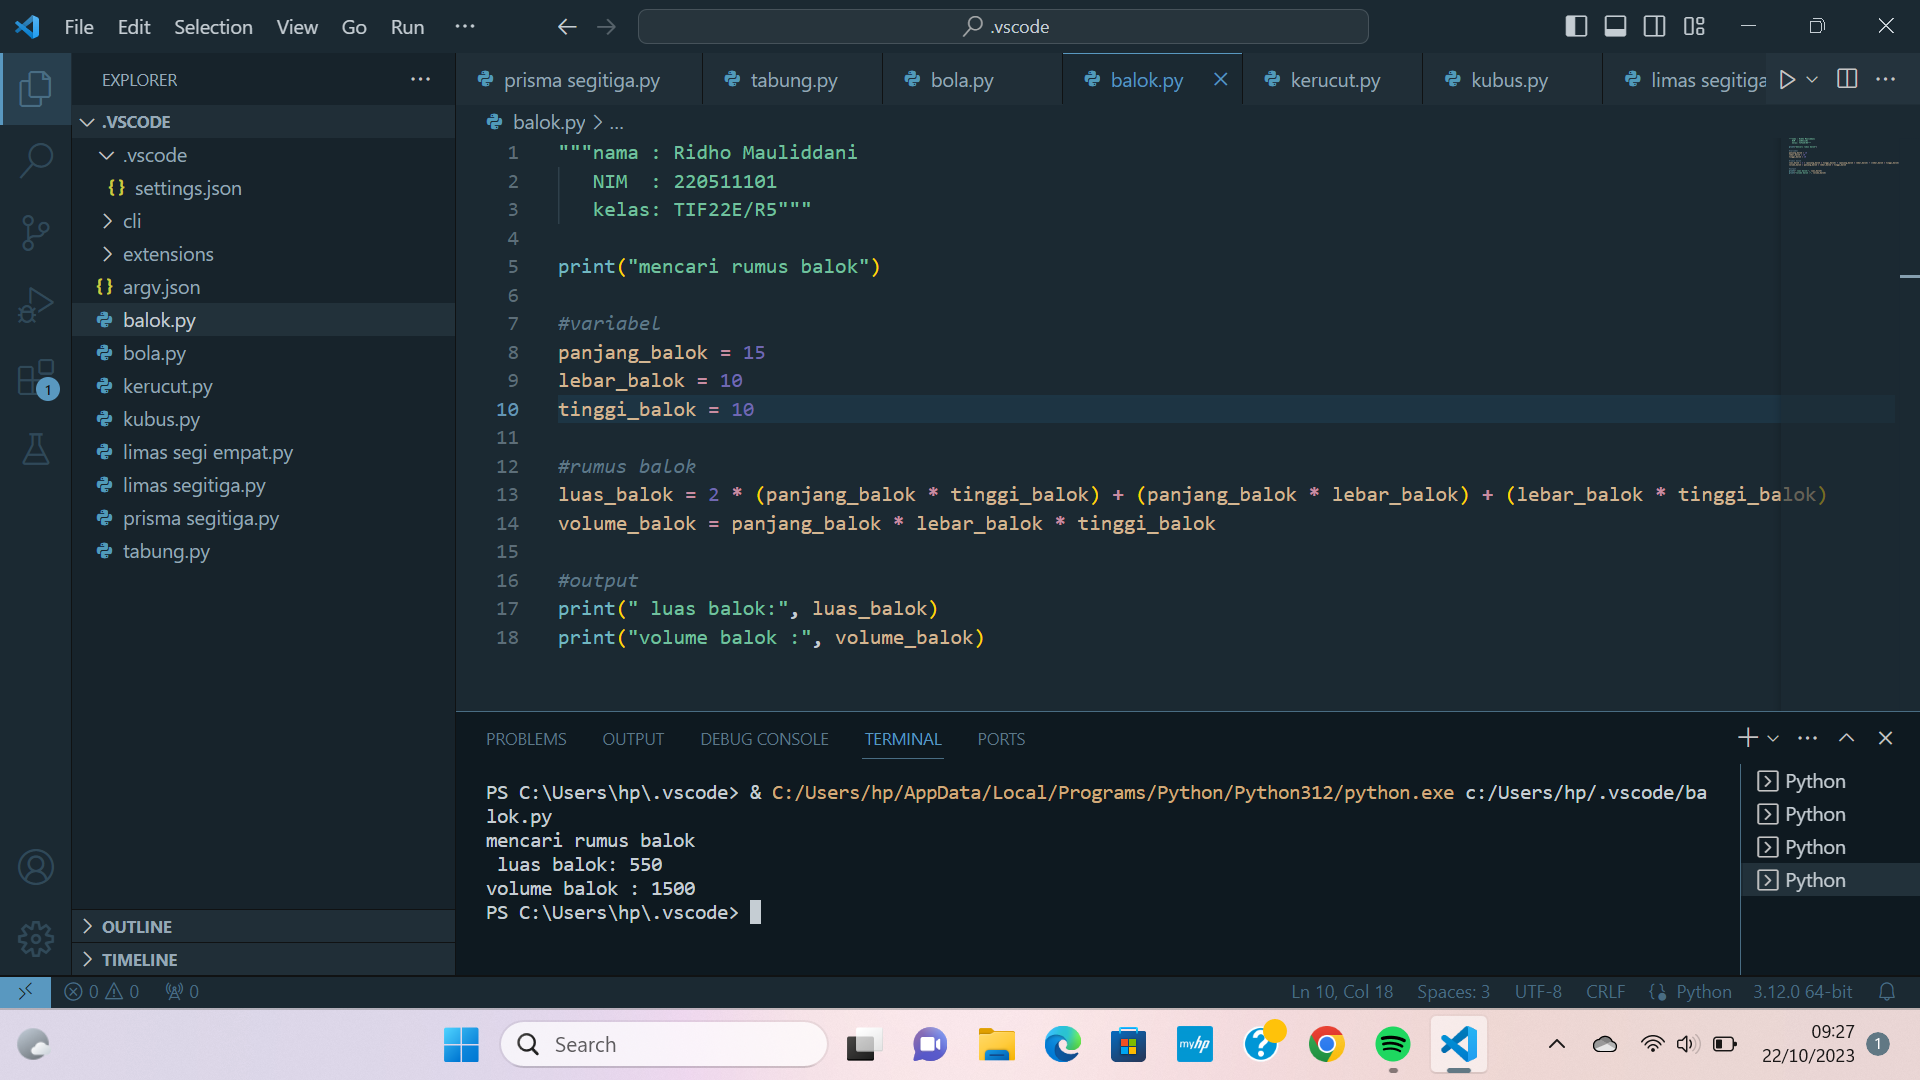 File Edit Selection View Go Run ...
.vscode
EXPLORER
.VSCODE
.vscode
settings.json
cli
extensions
argv.json
balok.py
bola.py
kerucut.py
kubus.py
limas segi empat.py
limas segitiga.py
prisma segitiga.py
tabung.py
1
OUTLINE
TIMELINE
prisma segitiga.py tabung.py bola.py balok.py kerucut.py kubus.py limas segitiga
balok.py > ...
1 """nama : Ridho Mauliddani
2 NIM  : 220511101
3 kelas: TIF22E/R5"""
4
5 print("mencari rumus balok")
6
7 #variabel
8 panjang_balok = 15
9 lebar_balok = 10
10 tinggi_balok = 10
11
12 #rumus balok
13 luas_balok = 2 * (panjang_balok * tinggi_balok) + (panjang_balok * lebar_balok) + (lebar_balok * tinggi_balok)
14 volume_balok = panjang_balok * lebar_balok * tinggi_balok
15
16 #output
17 print(" luas balok:", luas_balok)
18 print("volume balok :", volume_balok)
PROBLEMS OUTPUT DEBUG CONSOLE TERMINAL PORTS
PS C:\Users\hp\.vscode> & C:/Users/hp/AppData/Local/Programs/Python/Python312/python.exe c:/Users/hp/.vscode/ba
lok.py
mencari rumus balok
 luas balok: 550
volume balok : 1500
PS C:\Users\hp\.vscode>
Python
Python
Python
Python
0 0 0 Ln 10, Col 18 Spaces: 3 UTF-8 CRLF Python 3.12.0 64-bit
Search
myhp
09:27
22/10/2023
1